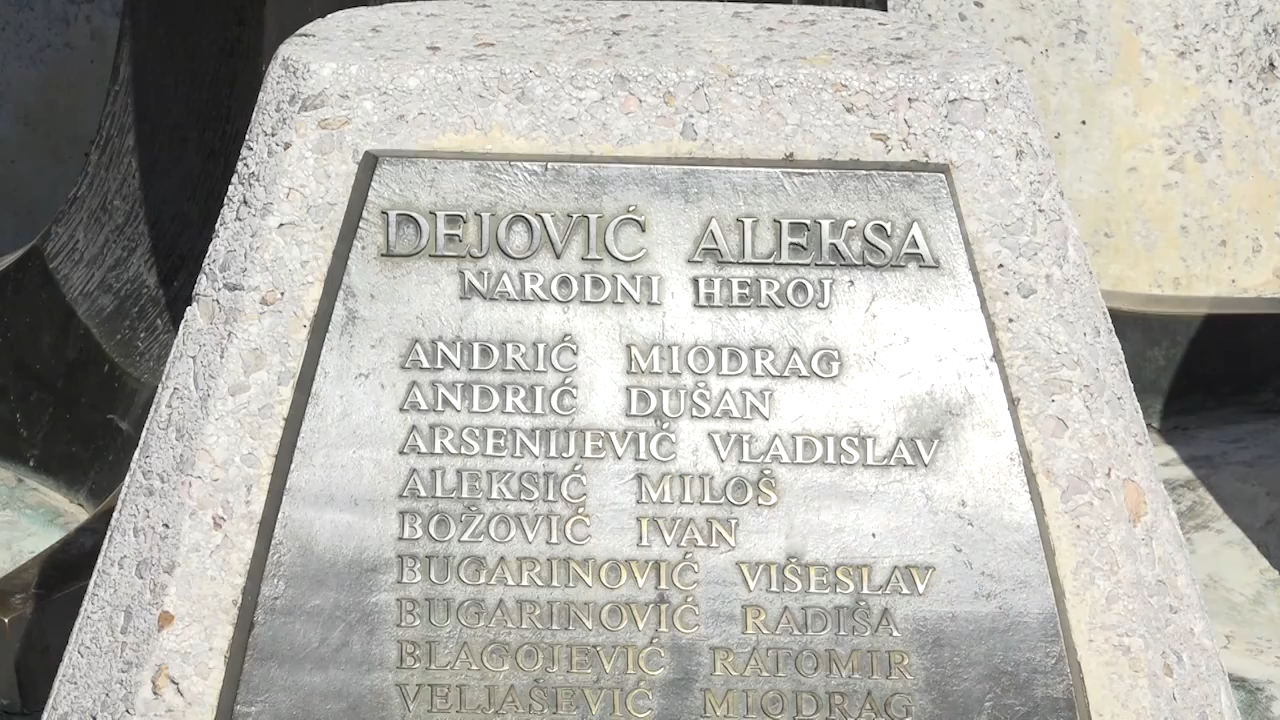 DEJOVIĆ ALEKSA
NARODNI HEROJ
ANDRIĆ MIODRAG
ANDRIĆ DUŠAN
ARSENIJEVIĆ VLADISLAV
ALEKSIĆ MILOŠ
BOŽOVIĆ IVAN
BUGARINOVIĆ VIŠESLAV
BUGARINOVIĆ RADIŠA
BLAGOJEVIĆ RATOMIR
VELJAŠEVIĆ MIODRAG